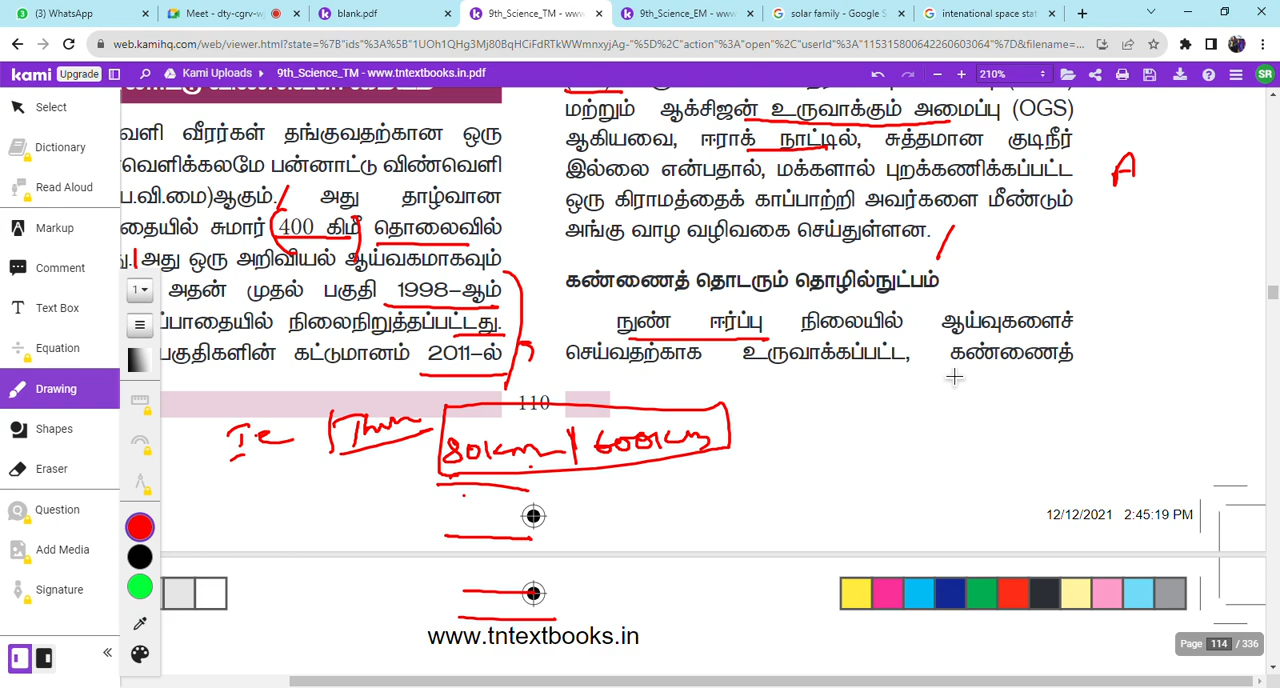 (3) WhatsApp
Meet - dty-cgrv-w
blank.pdf
9th_Science_TM - www
9th_Science_EM - www
solar family - Google S
intenational space stat
web.kamihq.com/web/viewer.html?state=%7B"ids"%3A%5B"1UOh1QHg3Mj80BqHCiFdRTkWWmnxyjAg-"%5D%2C"action"%3A"open"%2C"userId"%3A"115315800642260603064"%7D&filename=...
kami Upgrade
Kami Uploads
9th_Science_TM - www.tntextbooks.in.pdf
210%
SR
Select
Dictionary
Read Aloud
Markup
Comment
Text Box
Equation
Drawing
Shapes
Eraser
Question
Add Media
Signature
1
வெளி வீரர்கள் தங்குவதற்கான ஒரு
வெளிக்கலமே பன்னாட்டு விண்வெளி
ப.வி.மை)ஆகும். அது தாழ்வான
தையில் சுமார் 400 கிமீ தொலைவில்
து. அது ஒரு அறிவியல் ஆய்வகமாகவும்
அதன் முதல் பகுதி 1998-ஆம்
ப்பாதையில் நிலைநிறுத்தப்பட்டது.
பகுதிகளின் கட்டுமானம் 2011-ல்
மற்றும் ஆக்சிஜன் உருவாக்கும் அமைப்பு (OGS)
ஆகியவை, ஈராக் நாட்டில், சுத்தமான குடிநீர்
இல்லை என்பதால், மக்களால் புறக்கணிக்கப்பட்ட
ஒரு கிராமத்தைக் காப்பாற்றி அவர்களை மீண்டும்
அங்கு வாழ வழிவகை செய்துள்ளன.
A
கண்ணைத் தொடரும் தொழில்நுட்பம்
நுண் ஈர்ப்பு நிலையில் ஆய்வுகளைச்
செய்வதற்காக உருவாக்கப்பட்ட, கண்ணைத்
110
80km
600km
12/12/2021 2:45:19 PM
www.tntextbooks.in
Page 114 / 336